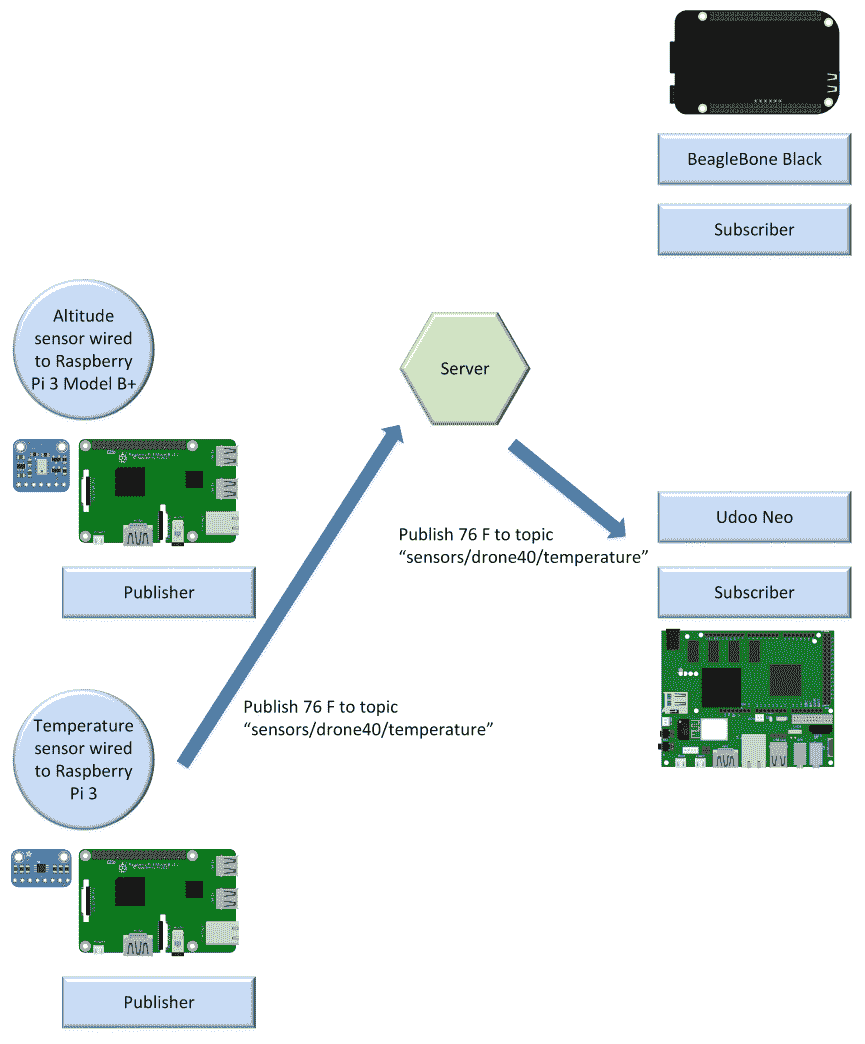 BeagleBone Black
Subscriber
Altitude
sensor wired
to Raspberry
Pi 3 Model B+
Server
Publisher
Publish 76 F to topic
“sensors/drone40/temperature”
Udoo Neo
Subscriber
Publish 76 F to topic
“sensors/drone40/temperature”
Temperature
sensor wired
to Raspberry
Pi 3
Publisher